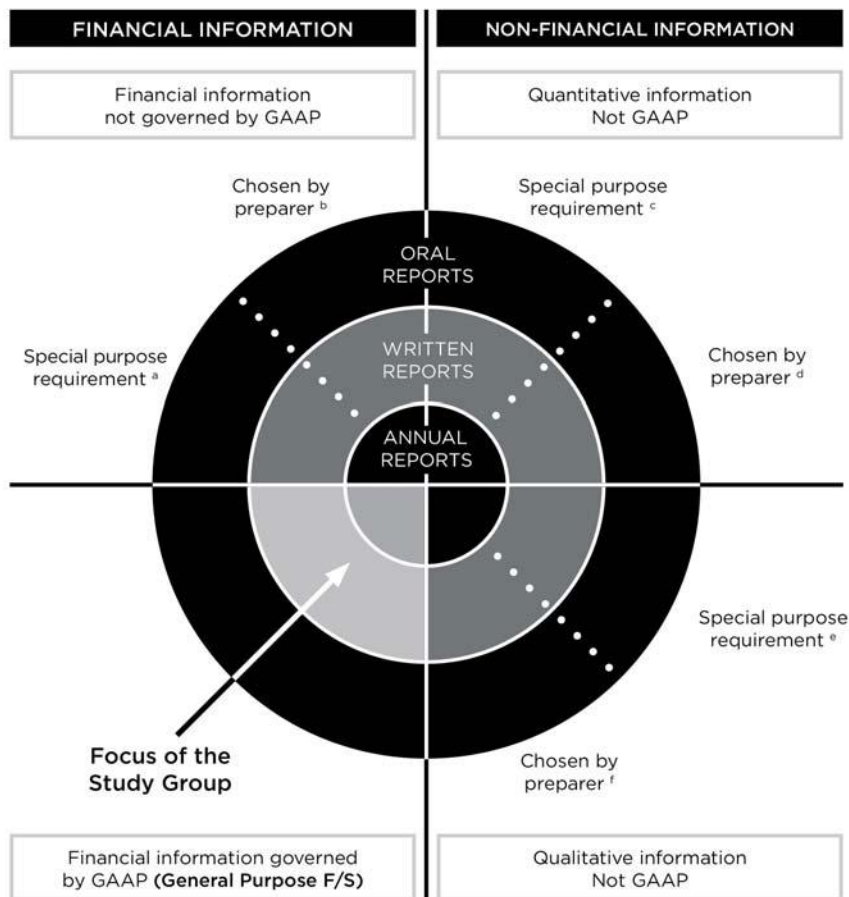 FINANCIAL INFORMATION
NON-FINANCIAL INFORMATION
Financial information
not governed by GAAP
Quantitative information
Not GAAP
Chosen by
preparer b
Special purpose
requirement c
ORAL
REPORTS
Special purpose
requirement a
WRITTEN
REPORTS
Chosen by
preparer d
ANNUAL
REPORTS
Special purpose
requirement e
Focus of the
Study Group
Chosen by
preparer f
Financial information governed
by GAAP (General Purpose F/S)
Qualitative information
Not GAAP